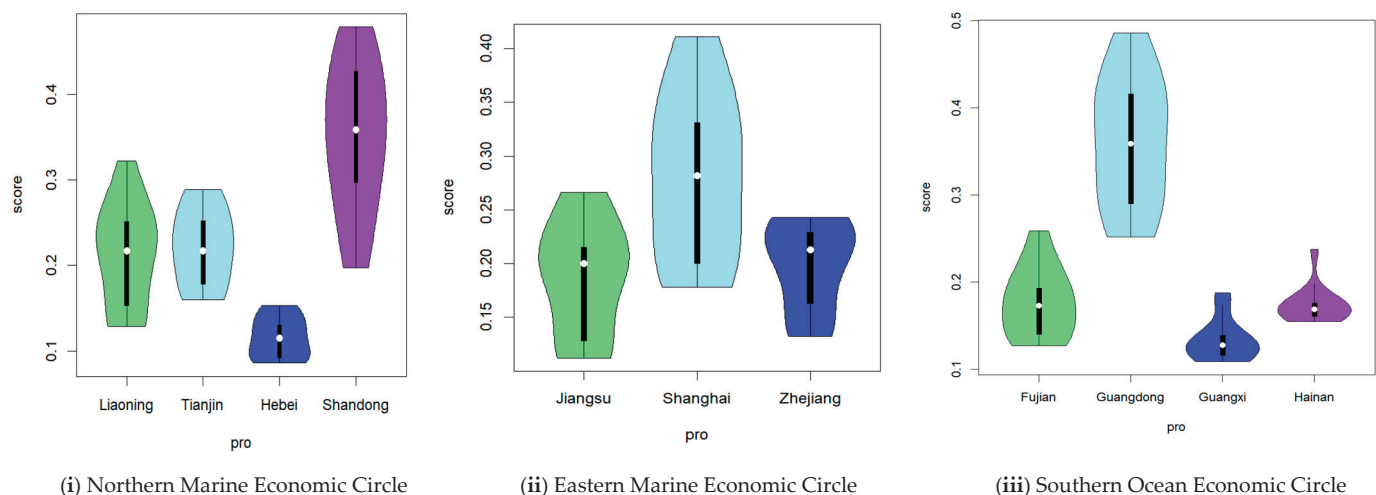 score
0.4
0.3
0.2
0.1
Liaoning Tianjin Hebei Shandong
pro
(i) Northern Marine Economic Circle
score
0.40
0.35
0.30
0.25
0.20
0.15
Jiangsu Shanghai Zhejiang
pro
(ii) Eastern Marine Economic Circle
score
0.5
0.4
0.3
0.2
0.1
Fujian Guangdong Guangxi Hainan
pro
(iii) Southern Ocean Economic Circle